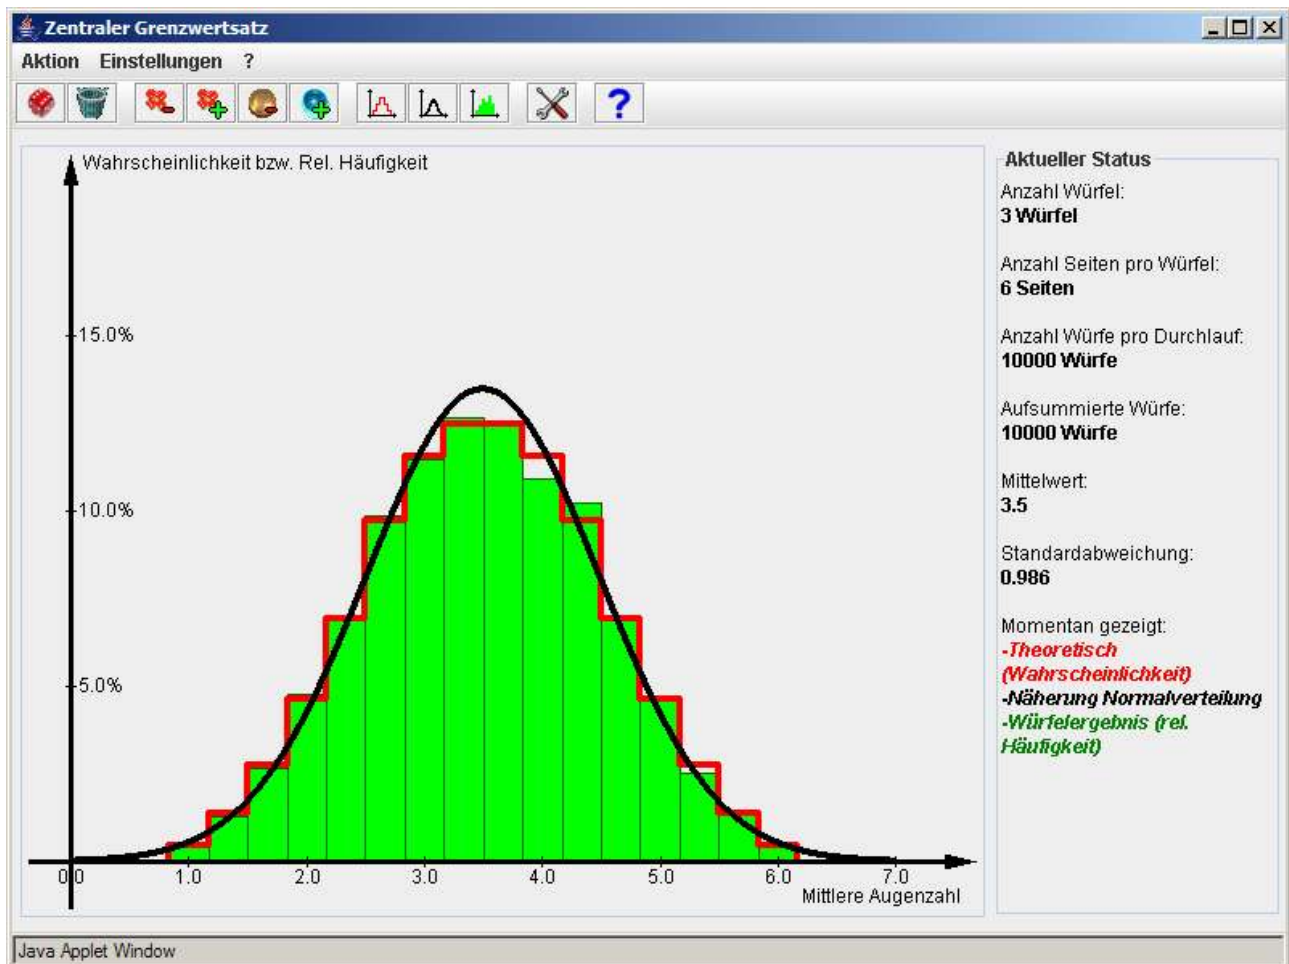 Zentraler Grenzwertsatz
Aktion Einstellungen ?
?
Wahrscheinlichkeit bzw. Rel. Häufigkeit
15.0%
10.0%
5.0%
0.0 1.0 2.0 3.0 4.0 5.0 6.0 7.0
Mittlere Augenzahl
Aktueller Status
Anzahl Würfel:
3 Würfel
Anzahl Seiten pro Würfel:
6 Seiten
Anzahl Würfe pro Durchlauf:
10000 Würfe
Aufsummierte Würfe:
10000 Würfe
Mittelwert:
3.5
Standardabweichung:
0.986
Momentan gezeigt:
-Theoretisch
(Wahrscheinlichkeit)
-Näherung Normalverteilung
-Würfelergebnis (rel.
Häufigkeit)
Java Applet Window